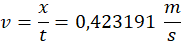 v = x/t = 0,423191 m/s